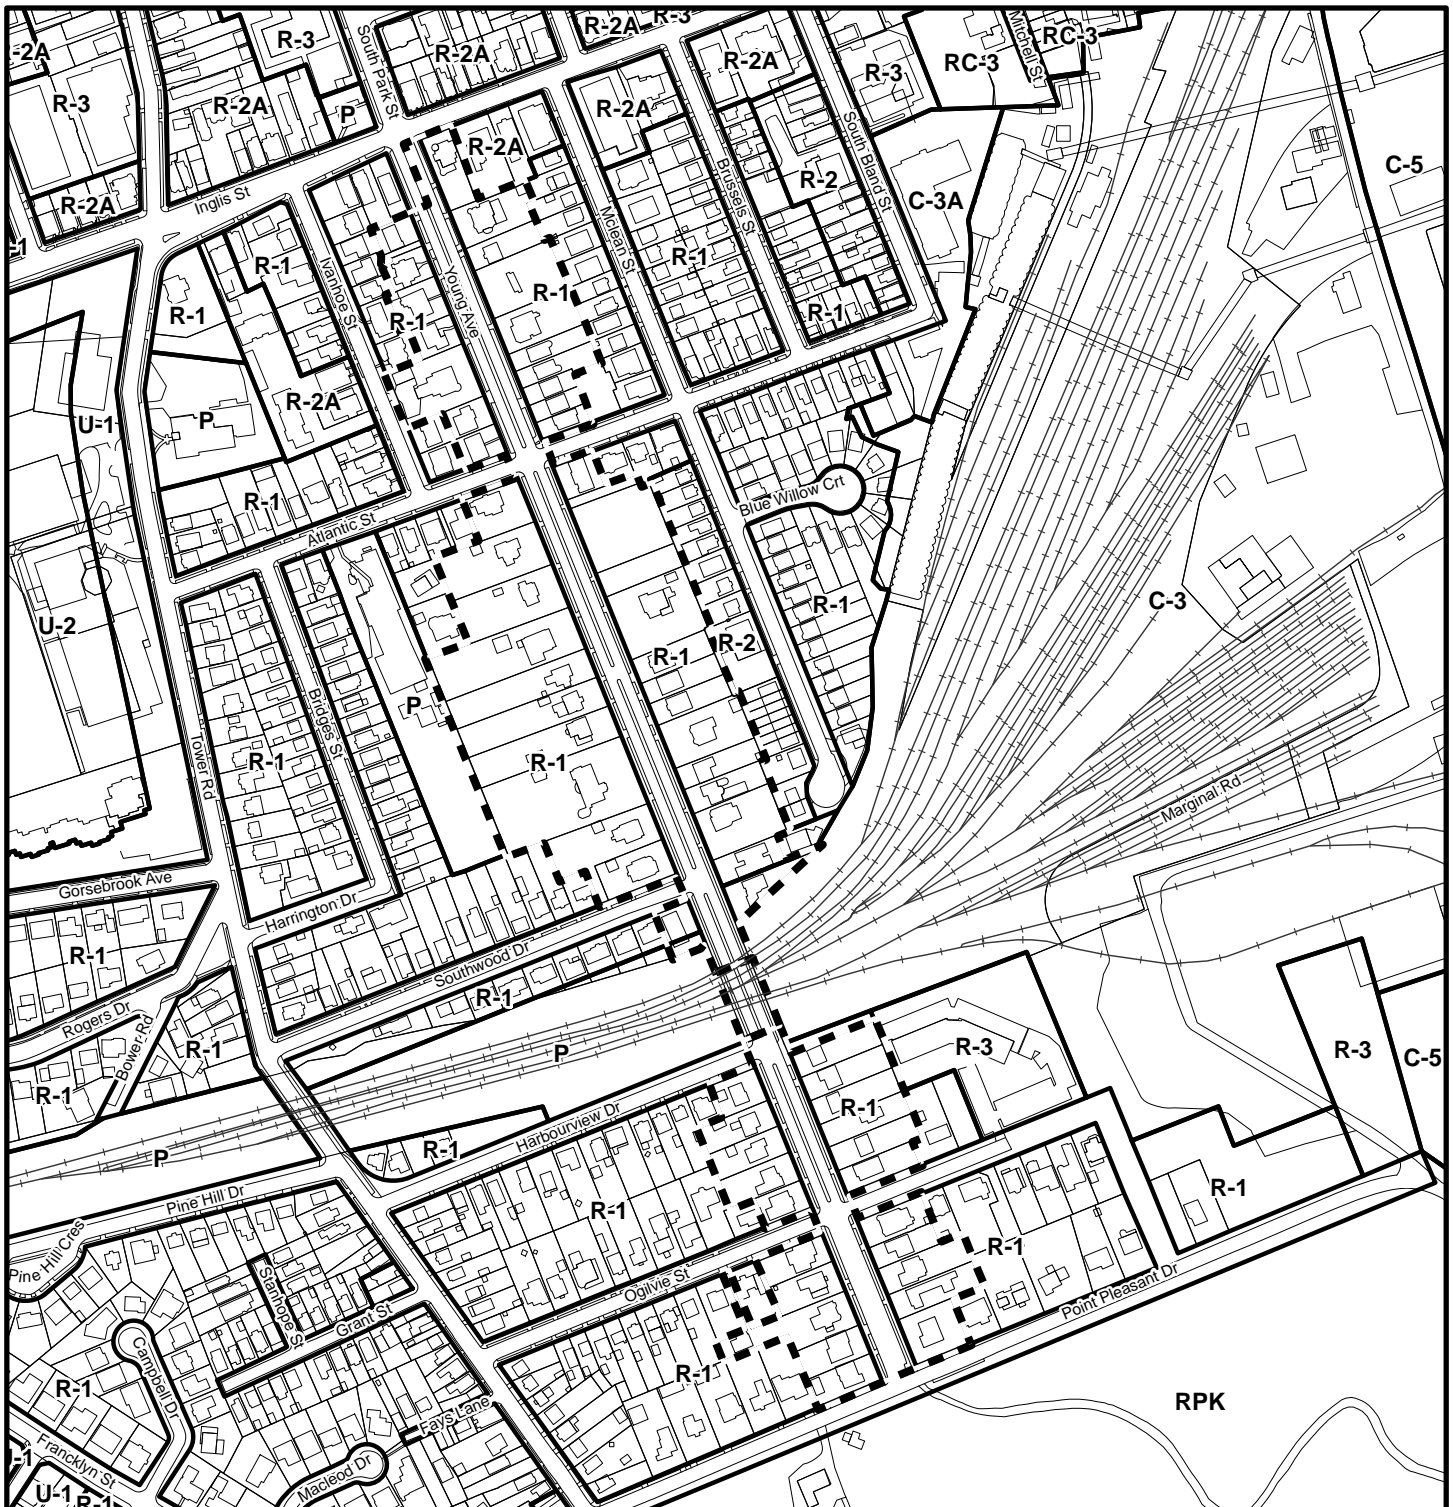 R-2A
R-3
R-2A
R-2A
R-3
R-2A
R-3
RC-3
RC-3
Mitchell St
South Park St
R-3
R-2A
P
R-2A
R-2A
South Bland St
C-5
Inglis St
R-2A
R-2
Brussels St
C-3A
Mclean St
R-1
R-1
R-1
Ivanhoe St
Young Ave
R-1
R-1
R-1
R-1
U-1
P
R-2A
R-1
Blue Willow Crt
Atlantic St
R-1
C-3
U-2
R-1
R-2
P
Bridges St
R-1
R-1
Tower Rd
Marginal Rd
Gorsebrook Ave
Harrington Dr
R-1
Southwood Dr
R-1
Rogers Dr
Bower Rd
R-1
P
R-3
R-3
C-5
R-1
R-1
Harbourview Dr
R-1
P
Pine Hill Dr
R-1
R-1
R-1
Pine Hill Cres
Stanhope St
Grant St
Ogilvie St
Point Pleasant Dr
Campbell Dr
R-1
R-1
RPK
Fays Lane
Francklyn St
Macleod Dr
U-1
R-1